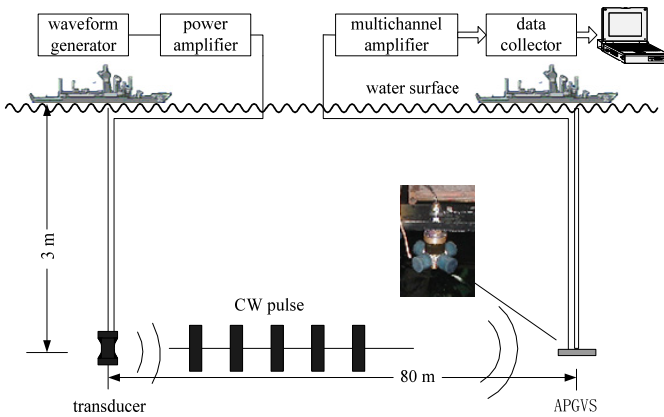 waveform
generator
power
amplifier
multichannel
amplifier
data
collector
water surface
3 m
CW pulse
80 m
transducer
APGVS